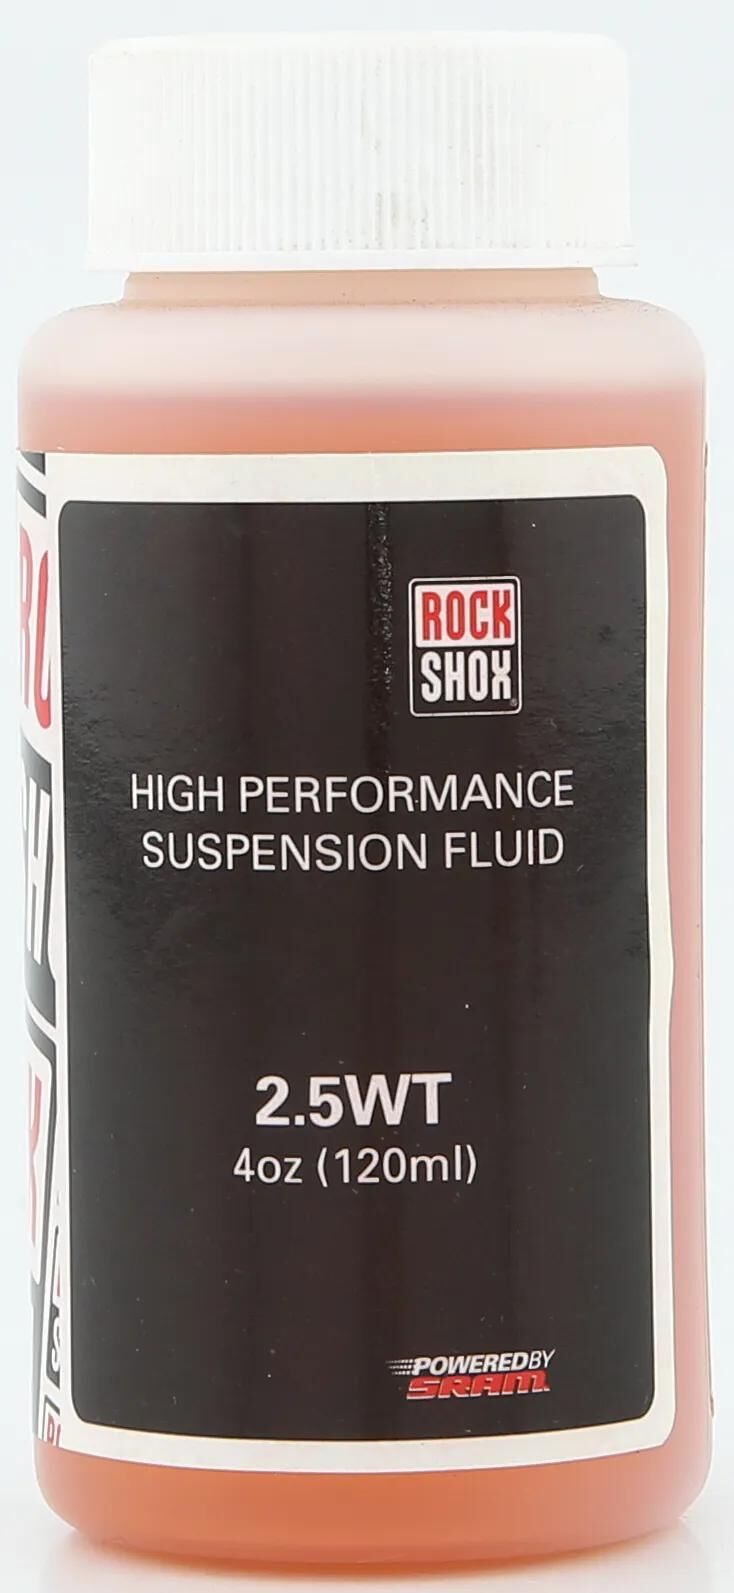 ROCK
SHOX
HIGH PERFORMANCE
SUSPENSION FLUID
2.5WT
4oz (120ml)
POWERED BY
SRAM